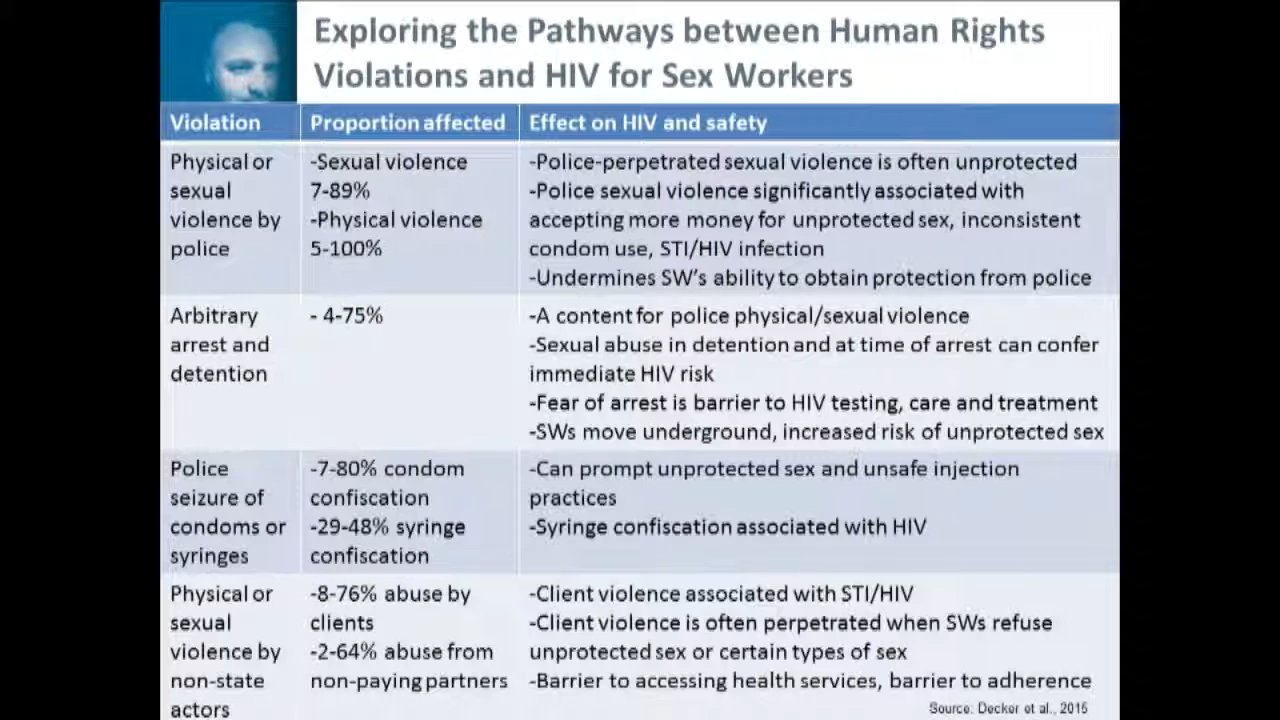 Exploring the Pathways between Human Rights
Violations and HIV for Sex Workers
Violation
Proportion affected
Effect on HIV and safety
Physical or
sexual
violence by
police
-Sexual violence
7-89%
-Physical violence
5-100%
-Police-perpetrated sexual violence is often unprotected
-Police sexual violence significantly associated with
accepting more money for unprotected sex, inconsistent
condom use, STI/HIV infection
-Undermines SW's ability to obtain protection from police
Arbitrary
arrest and
detention
- 4-75%
-A content for police physical/sexual violence
-Sexual abuse in detention and at time of arrest can confer
immediate HIV risk
-Fear of arrest is barrier to HIV testing, care and treatment
-SWs move underground, increased risk of unprotected sex
Police
seizure of
condoms or
syringes
-7-80% condom
confiscation
-29-48% syringe
confiscation
-Can prompt unprotected sex and unsafe injection
practices
-Syringe confiscation associated with HIV
Physical or
sexual
violence by
non-state
actors
-8-76% abuse by
clients
-2-64% abuse from
non-paying partners
-Client violence associated with STI/HIV
-Client violence is often perpetrated when SWs refuse
unprotected sex or certain types of sex
-Barrier to accessing health services, barrier to adherence
Source: Decker et al., 2015